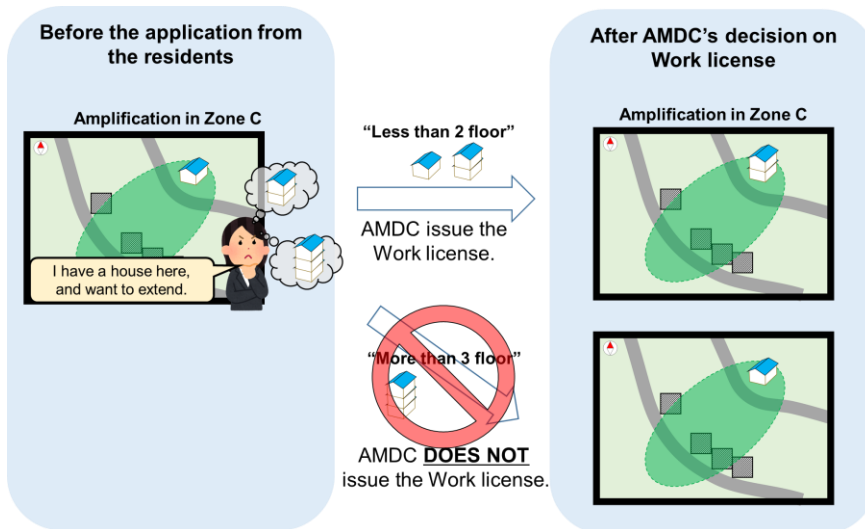 Before the application from
the residents
Amplification in Zone C
I have a house here,
and want to extend.
“Less than 2 floor”
AMDC issue the
Work license.
“More than 3 floor”
AMDC DOES NOT
issue the Work license.
After AMDC’s decision on
Work license
Amplification in Zone C